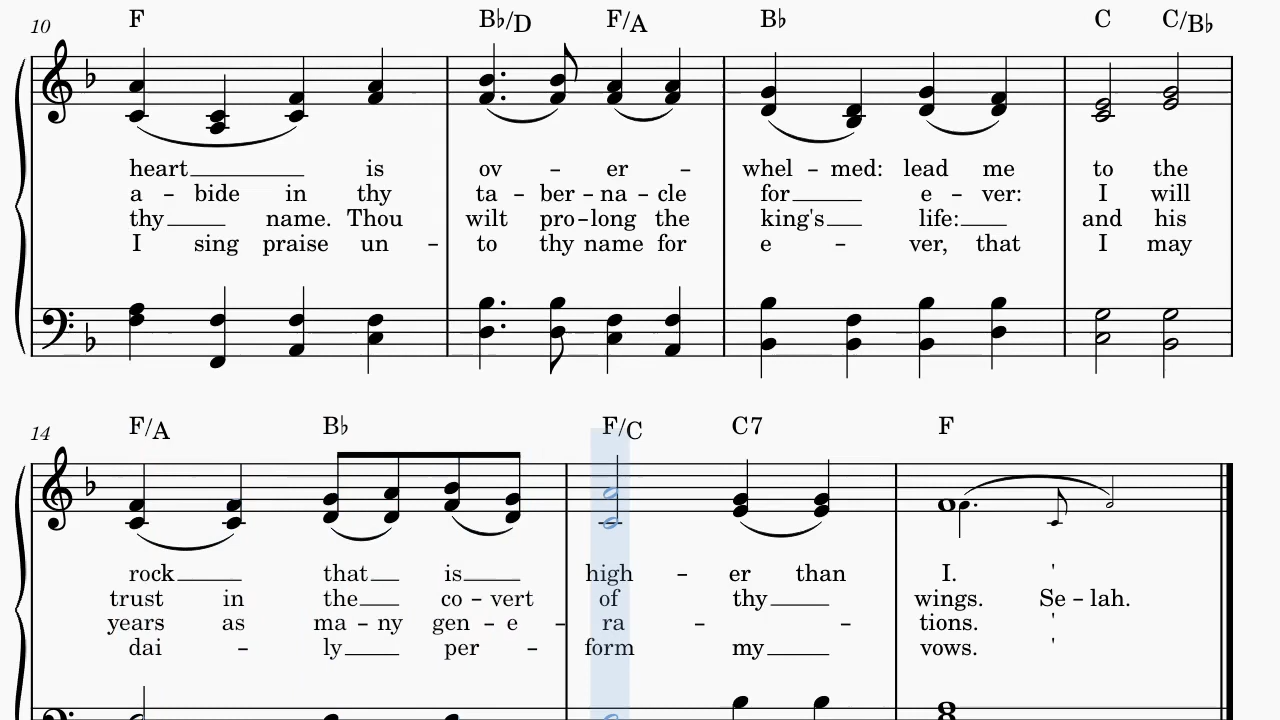 10 F B♭/D F/A B♭ C C/B♭
heart is ov - er - whel - med: lead me to the
a - bide in thy ta - ber - na - cle for e - ver: I will
thy name. Thou wilt pro - long the king's life: and his
I sing praise un - to thy name for e - ver, that I may
14 F/A B♭ F/C C7 F
rock that is high - er than I. '
trust in the co - vert of thy wings. Se - lah.
years as ma - ny gen - e - ra - - tions. '
dai - ly per - form my vows. '